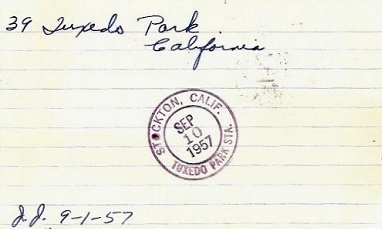 39 Tuxedo Park
California
STOCKTON, CALIF.
SEP
10
1957
TUXEDO PARK STA.
J.J. 9-1-57